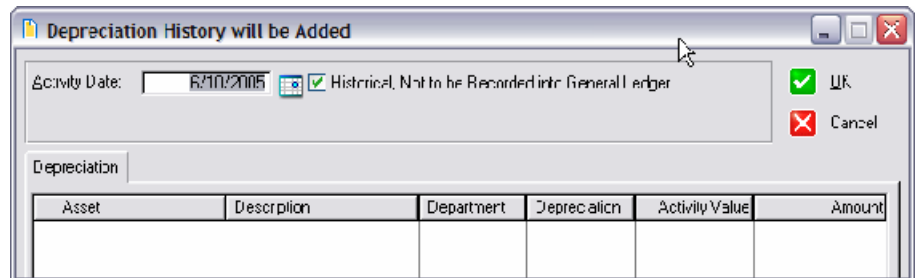 Depreciation History will be Added
Activity Date: 6/10/2005 Historical, Not to be Recorded into General Ledger
OK
Cancel
Depreciation
Asset Description Department Depreciation Activity Value Amount